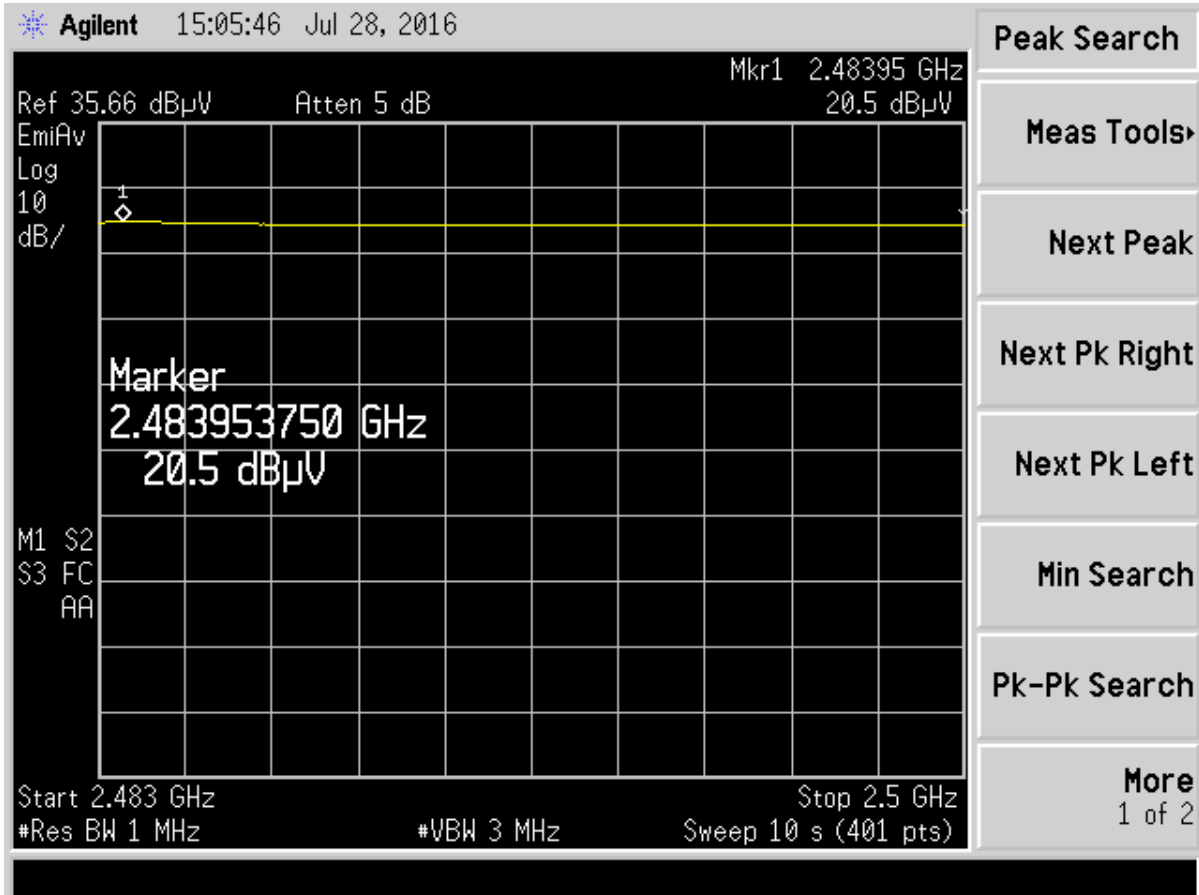 Agilent 15:05:46 Jul 28, 2016
Mkr1 2.48395 GHz
Ref 35.66 dBµV Atten 5 dB 20.5 dBµV
EmiAv
Log
10
dB/
1
Marker
2.483953750 GHz
20.5 dBµV
M1 S2
S3 FC
AA
Start 2.483 GHz Stop 2.5 GHz
#Res BW 1 MHz #VBW 3 MHz Sweep 10 s (401 pts)
Peak Search
Meas Tools
Next Peak
Next Pk Right
Next Pk Left
Min Search
Pk-Pk Search
More
1 of 2